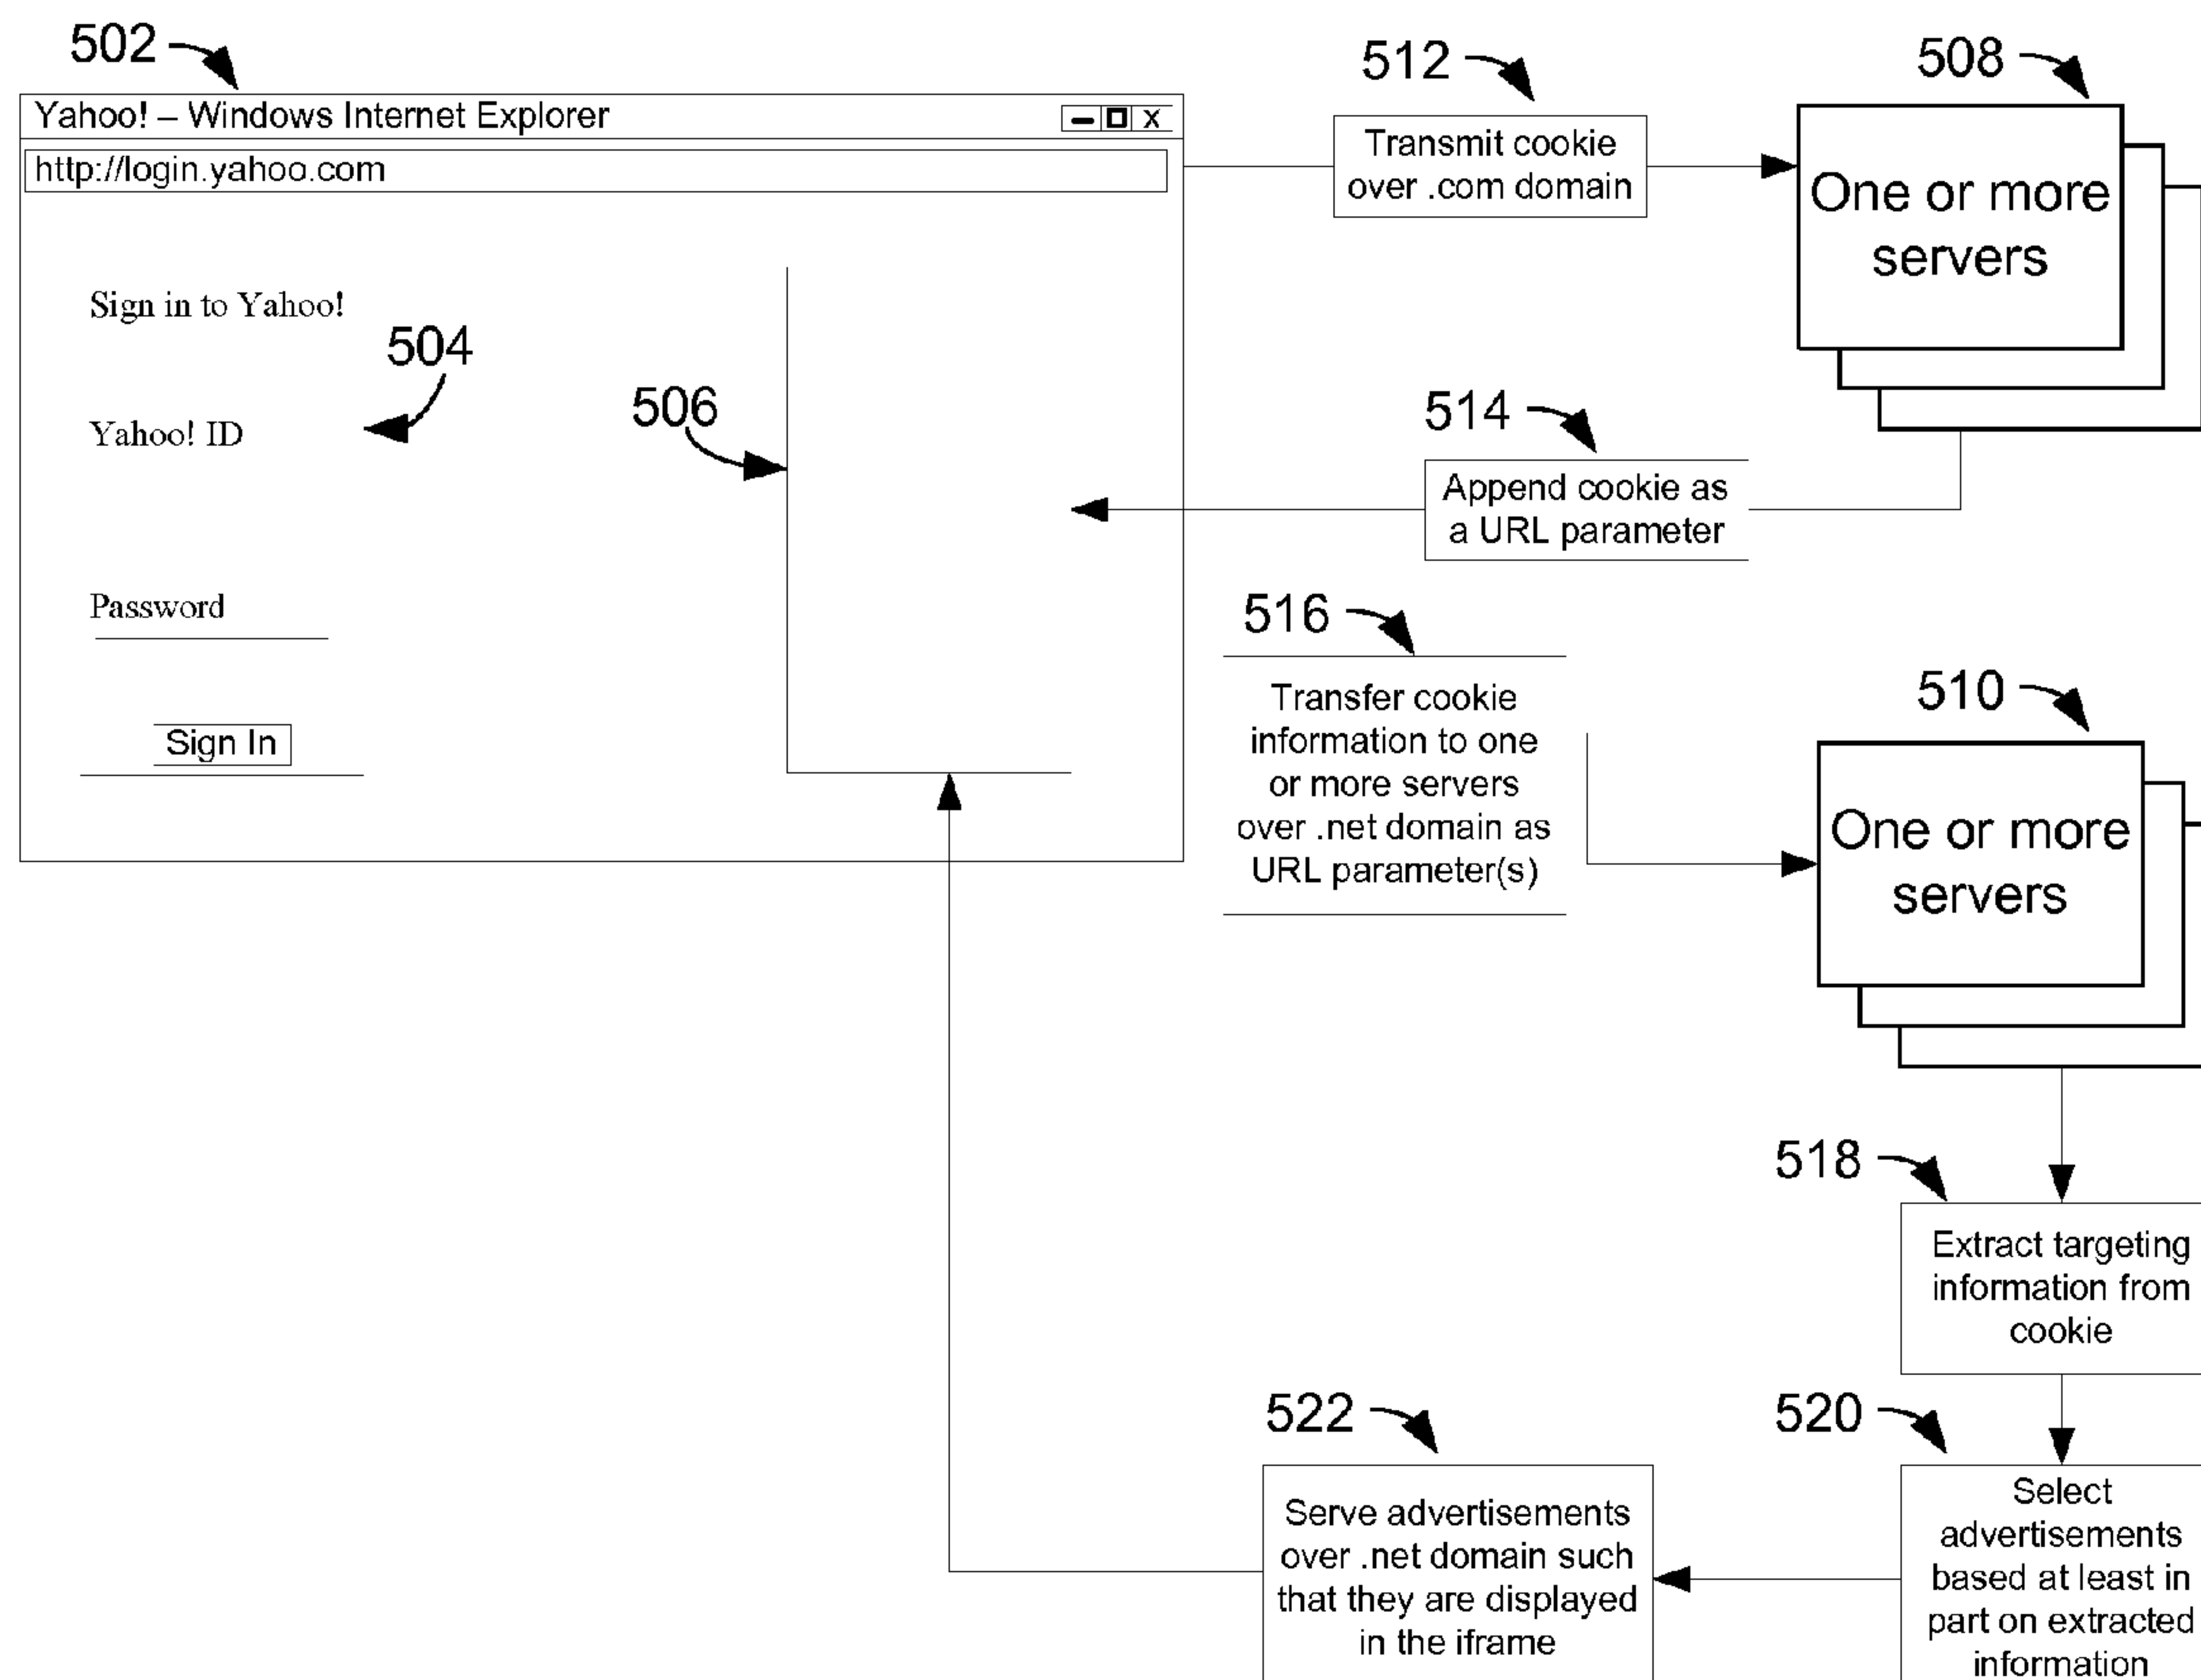 502
Yahoo! – Windows Internet Explorer
http://login.yahoo.com
Sign in to Yahoo!
504
Yahoo! ID
506
Password
Sign In
512
Transmit cookie
over .com domain
508
One or more
servers
514
Append cookie as
a URL parameter
516
Transfer cookie
information to one
or more servers
over .net domain as
URL parameter(s)
510
One or more
servers
518
Extract targeting
information from
cookie
520
Select
advertisements
based at least in
part on extracted
information
522
Serve advertisements
over .net domain such
that they are displayed
in the iframe